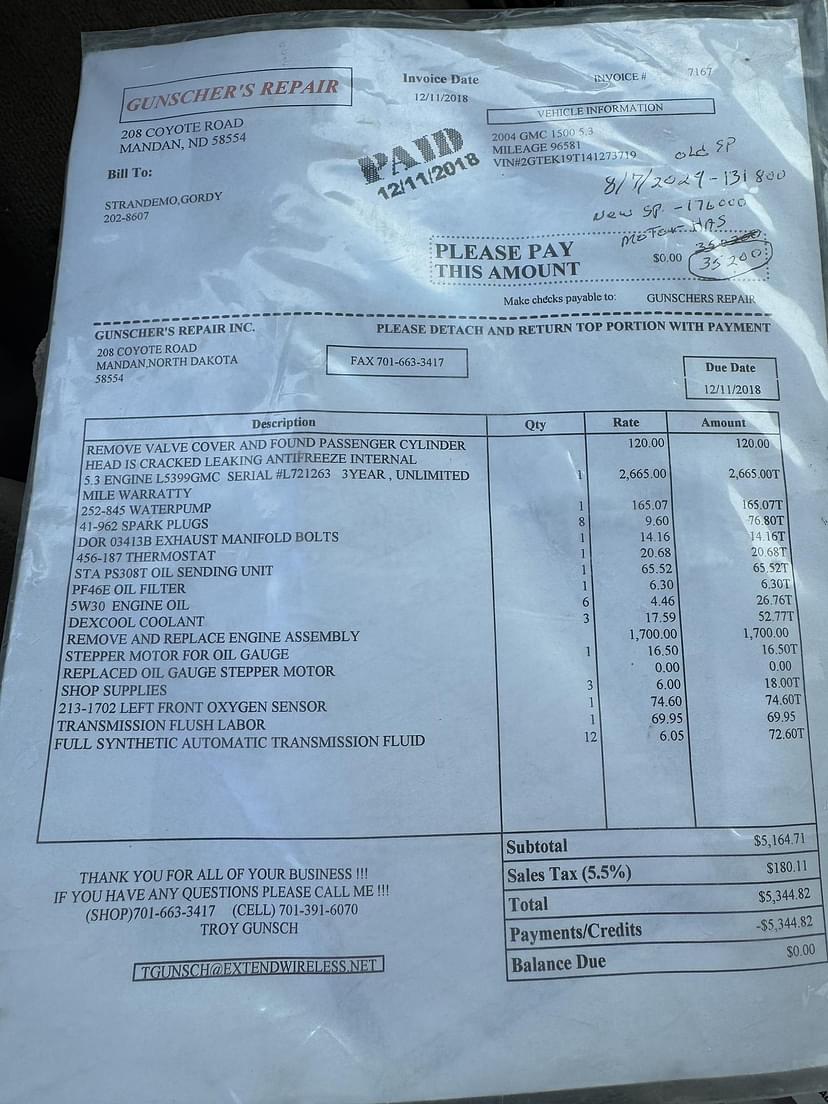 GUNSCHER'S REPAIR
208 COYOTE ROAD
MANDAN, ND 58554
Bill To:
STRANDEMO,GORDY
202-8607
Invoice Date
12/11/2018
INVOICE # 7167
VEHICLE INFORMATION
2004 GMC 1500 5.3
MILEAGE 96581
VIN#2GTEK19T141273719
PAID
12/11/2018
OLD SP
8/7/2024-131800
New SP. -176000
MOTOR HAS
35200
PLEASE PAY
THIS AMOUNT
$0.00
Make checks payable to: GUNSCHERS REPAIR
GUNSCHER'S REPAIR INC.
PLEASE DETACH AND RETURN TOP PORTION WITH PAYMENT
208 COYOTE ROAD
MANDAN,NORTH DAKOTA
58554
FAX 701-663-3417
Due Date
12/11/2018
Description Qty Rate Amount
REMOVE VALVE COVER AND FOUND PASSENGER CYLINDER 120.00 120.00
HEAD IS CRACKED LEAKING ANTIFREEZE INTERNAL
5.3 ENGINE L5399GMC SERIAL #L721263 3YEAR , UNLIMITED 1 2,665.00 2,665.00T
MILE WARRATTY
252-845 WATERPUMP 1 165.07 165.07T
41-962 SPARK PLUGS 8 9.60 76.80T
DOR 03413B EXHAUST MANIFOLD BOLTS 1 14.16 14.16T
456-187 THERMOSTAT 1 20.68 20.68T
STA PS308T OIL SENDING UNIT 1 65.52 65.52T
PF46E OIL FILTER 1 6.30 6.30T
5W30 ENGINE OIL 6 4.46 26.76T
DEXCOOL COOLANT 3 17.59 52.77T
REMOVE AND REPLACE ENGINE ASSEMBLY 1,700.00 1,700.00
STEPPER MOTOR FOR OIL GAUGE 1 16.50 16.50T
REPLACED OIL GAUGE STEPPER MOTOR 0.00 0.00
SHOP SUPPLIES 3 6.00 18.00T
213-1702 LEFT FRONT OXYGEN SENSOR 1 74.60 74.60T
TRANSMISSION FLUSH LABOR 1 69.95 69.95
FULL SYNTHETIC AUTOMATIC TRANSMISSION FLUID 12 6.05 72.60T
Subtotal $5,164.71
Sales Tax (5.5%) $180.11
Total $5,344.82
Payments/Credits -$5,344.82
Balance Due $0.00
THANK YOU FOR ALL OF YOUR BUSINESS !!!
IF YOU HAVE ANY QUESTIONS PLEASE CALL ME !!!
(SHOP)701-663-3417 (CELL) 701-391-6070
TROY GUNSCH
TGUNSCH@EXTENDWIRELESS.NET